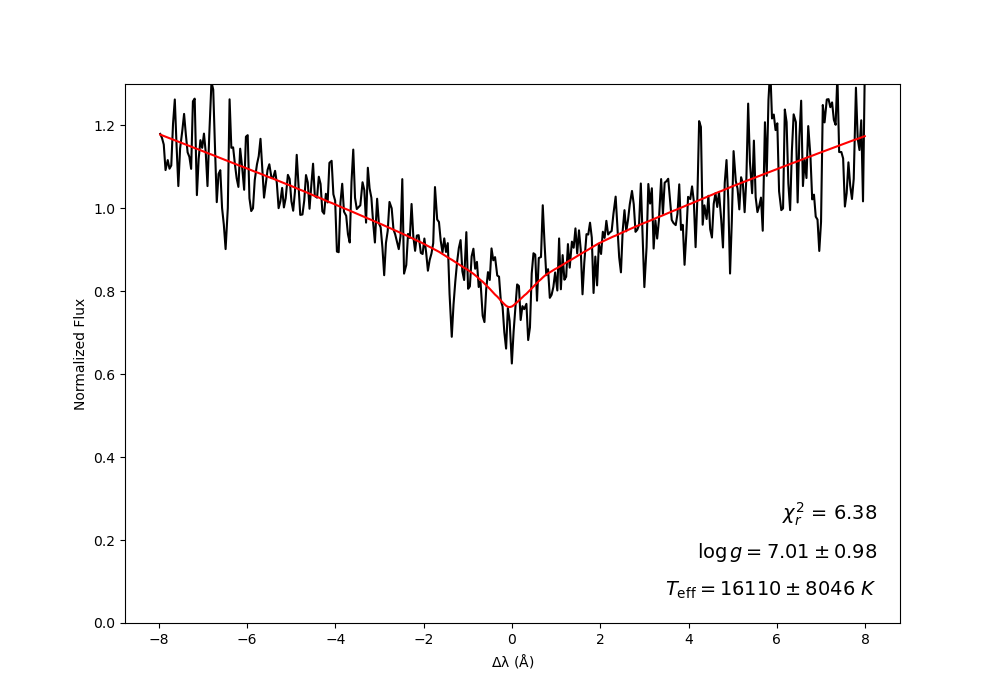 1.2
1.0
0.8
0.6
0.4
0.2
0.0
Normalized Flux
χ²ᵣ = 6.38
log g = 7.01 ± 0.98
T_eff = 16110 ± 8046 K
−8 −6 −4 −2 0 2 4 6 8
Δλ (Å)